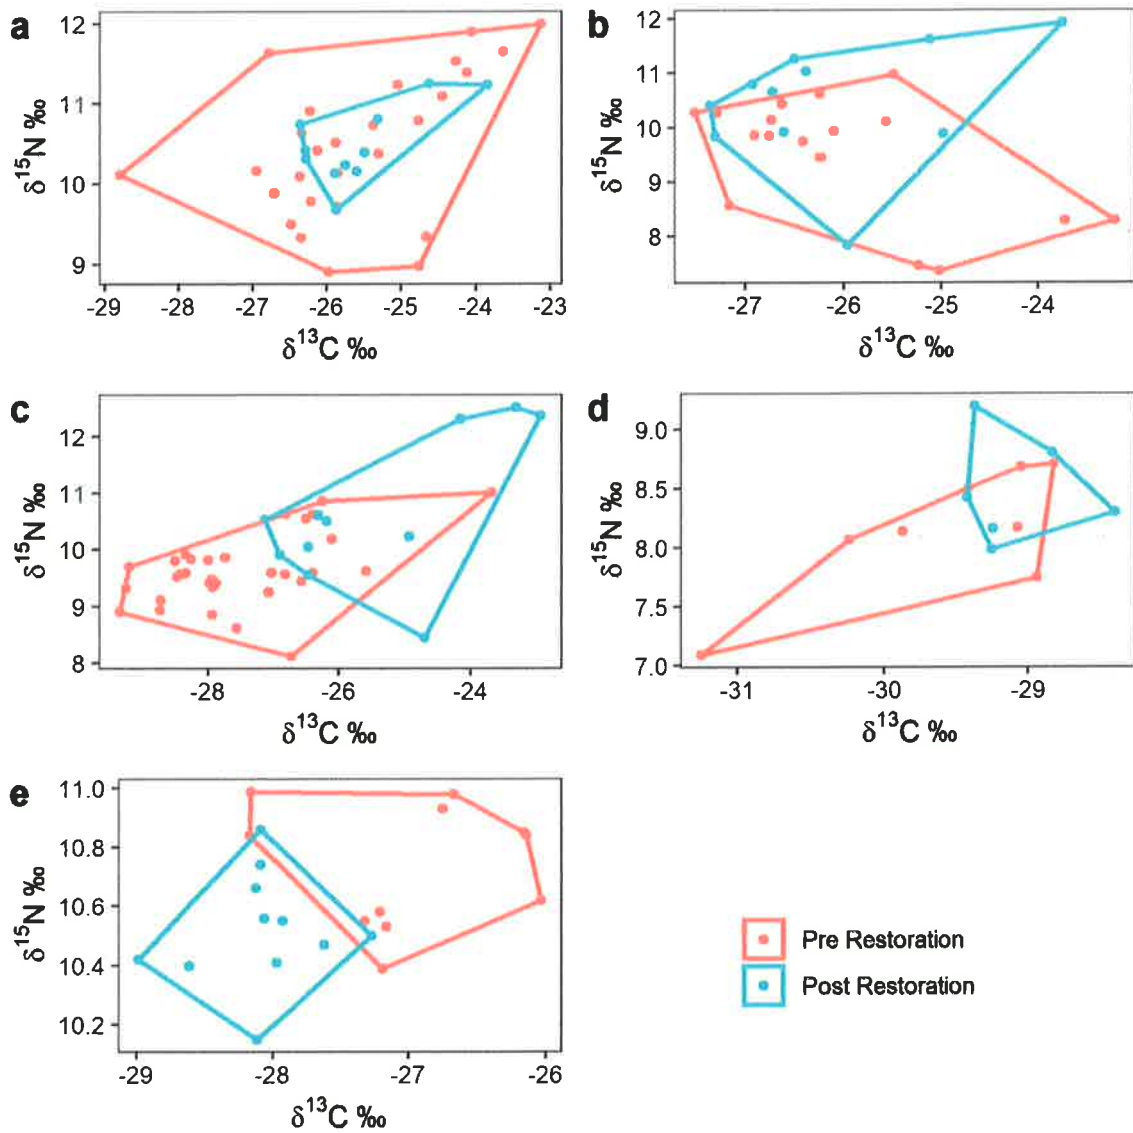 a
12
11
10
9
δ15N ‰
-29 -28 -27 -26 -25 -24 -23
δ13C ‰
b
12
11
10
9
8
δ15N ‰
-27 -26 -25 -24
δ13C ‰
c
12
11
10
9
8
δ15N ‰
-28 -26 -24
δ13C ‰
d
9.0
8.5
8.0
7.5
7.0
δ15N ‰
-31 -30 -29
δ13C ‰
e
11.0
10.8
10.6
10.4
10.2
δ15N ‰
-29 -28 -27 -26
δ13C ‰
Pre Restoration
Post Restoration